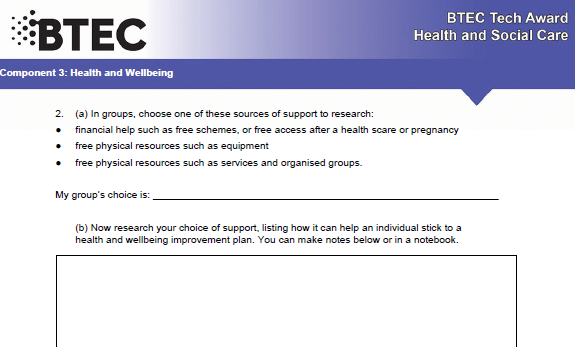 BTEC
BTEC Tech Award
Health and Social Care
Component 3: Health and Wellbeing
2. (a) In groups, choose one of these sources of support to research:
• financial help such as free schemes, or free access after a health scare or pregnancy
• free physical resources such as equipment
• free physical resources such as services and organised groups.
My group's choice is: ___________________________
(b) Now research your choice of support, listing how it can help an individual stick to a
health and wellbeing improvement plan. You can make notes below or in a notebook.